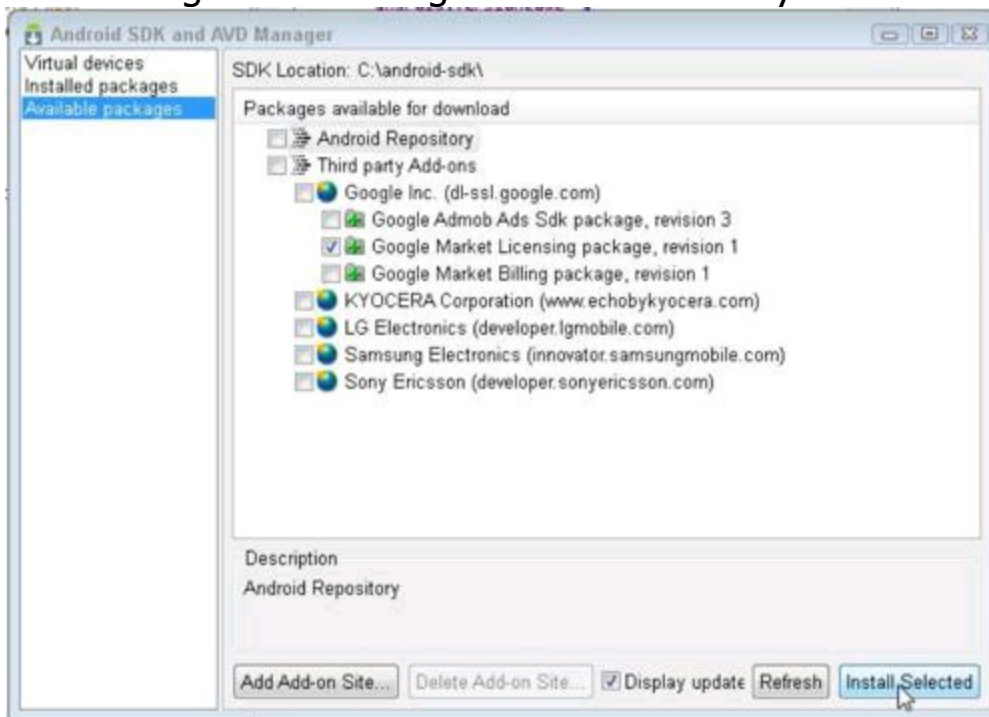 Android SDK and AVD Manager
Virtual devices
Installed packages
Available packages
SDK Location: C:\android-sdk\
Packages available for download
Android Repository
Third party Add-ons
Google Inc. (dl-ssl.google.com)
Google Admob Ads Sdk package, revision 3
Google Market Licensing package, revision 1
Google Market Billing package, revision 1
KYOCERA Corporation (www.echobykyocera.com)
LG Electronics (developer.lgmobile.com)
Samsung Electronics (innovator.samsungmobile.com)
Sony Ericsson (developer.sonyericsson.com)
Description
Android Repository
Add Add-on Site... Delete Add-on Site... Display update Refresh Install Selected